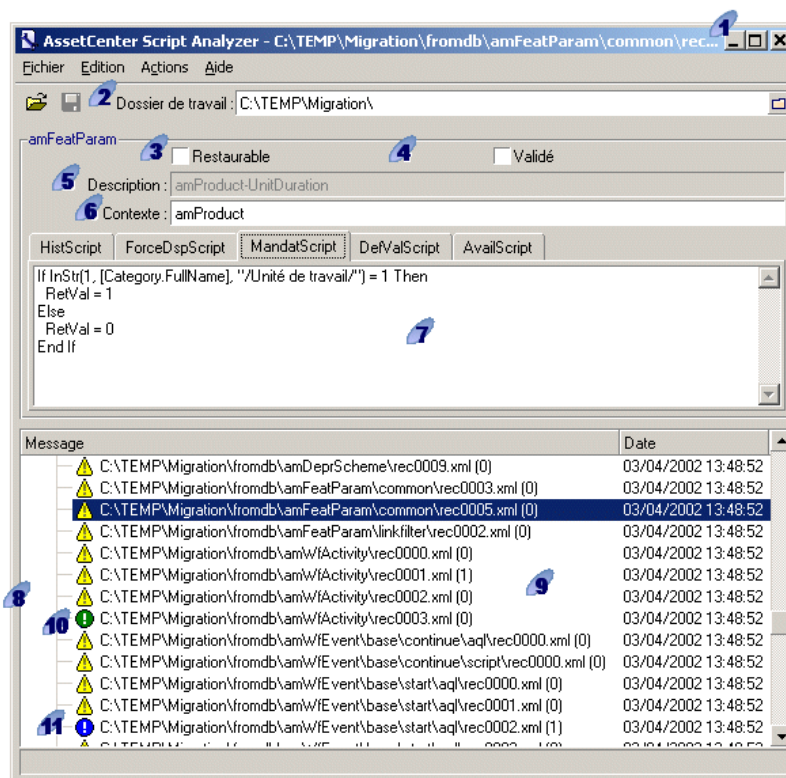 AssetCenter Script Analyzer - C:\TEMP\Migration\fromdb\amFeatParam\common\rec...
1
Fichier Edition Actions Aide
2 Dossier de travail : C:\TEMP\Migration\
amFeatParam
3 Restaurable 4 Validé
5 Description : amProduct-UnitDuration
6 Contexte : amProduct
HistScript ForceDspScript MandatScript DefValScript AvailScript
If InStr(1, [Category.FullName], "/Unité de travail/") = 1 Then
RetVal = 1
Else
RetVal = 0
End If
7
Message Date
C:\TEMP\Migration\fromdb\amDeprScheme\rec0009.xml (0) 03/04/2002 13:48:52
C:\TEMP\Migration\fromdb\amFeatParam\common\rec0003.xml (0) 03/04/2002 13:48:52
C:\TEMP\Migration\fromdb\amFeatParam\common\rec0005.xml (0) 03/04/2002 13:48:52
C:\TEMP\Migration\fromdb\amFeatParam\linkfilter\rec0002.xml (0) 03/04/2002 13:48:52
C:\TEMP\Migration\fromdb\amWfActivity\rec0000.xml (0) 03/04/2002 13:48:52
C:\TEMP\Migration\fromdb\amWfActivity\rec0001.xml (1) 03/04/2002 13:48:52
8 C:\TEMP\Migration\fromdb\amWfActivity\rec0002.xml (0) 9 03/04/2002 13:48:52
10 C:\TEMP\Migration\fromdb\amWfActivity\rec0003.xml (0) 03/04/2002 13:48:52
C:\TEMP\Migration\fromdb\amWfEvent\base\continue\aql\rec0000.xml (0) 03/04/2002 13:48:52
C:\TEMP\Migration\fromdb\amWfEvent\base\continue\script\rec0000.xml (0) 03/04/2002 13:48:52
C:\TEMP\Migration\fromdb\amWfEvent\base\start\aql\rec0000.xml (0) 03/04/2002 13:48:52
C:\TEMP\Migration\fromdb\amWfEvent\base\start\aql\rec0001.xml (0) 03/04/2002 13:48:52
11 C:\TEMP\Migration\fromdb\amWfEvent\base\start\aql\rec0002.xml (1) 03/04/2002 13:48:52